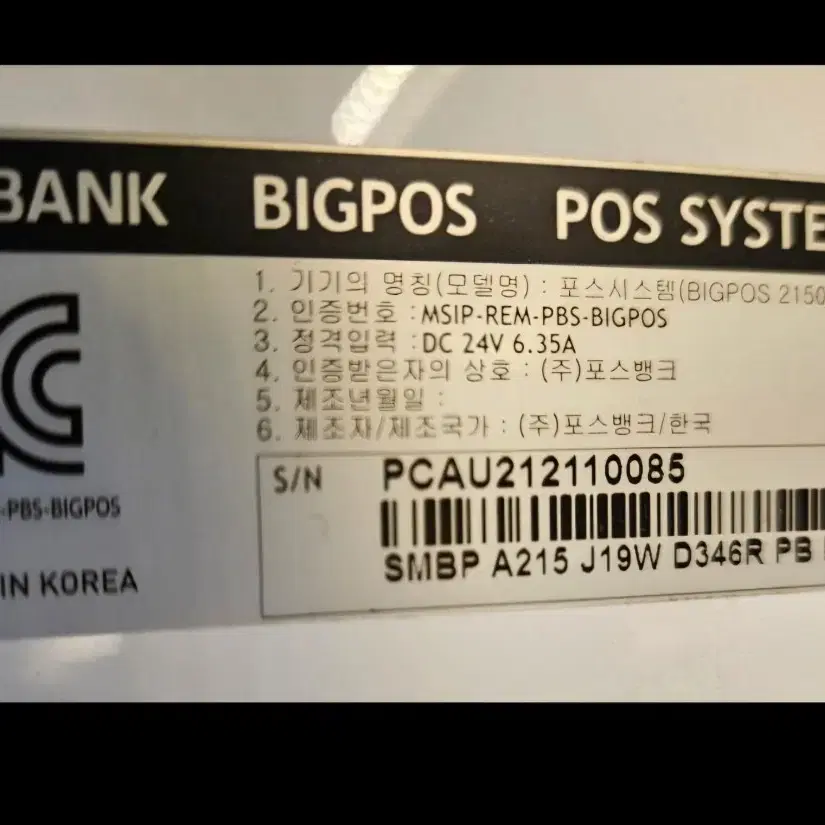 BANK BIGPOS POS SYSTE
1. 기기의 명칭(모델명) : 포스시스템(BIGPOS 2150
2. 인증번호 : MSIP-REM-PBS-BIGPOS
3. 정격입력 : DC 24V 6.35A
4. 인증받은자의 상호 : (주)포스뱅크
5. 제조년월일 :
6. 제조자/제조국가 : (주)포스뱅크/한국
-PBS-BIGPOS
IN KOREA
S/N PCAU212110085
SMBP A215 J19W D346R PB